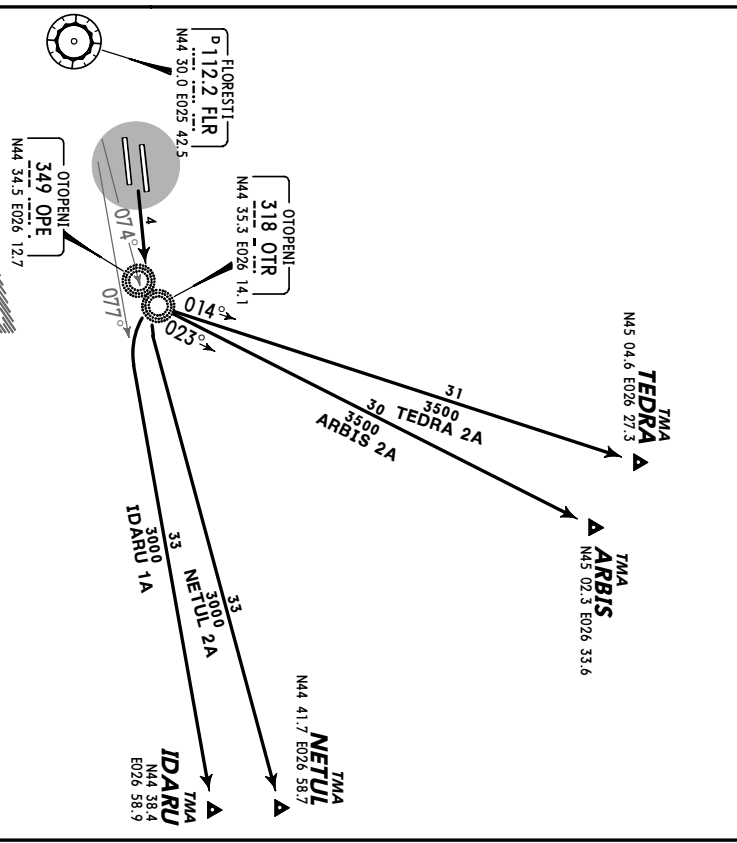 FLORESTI
D 112.2 FLR
N44 30.0 E025 42.5
OTOPENI
349 OPE
N44 34.5 E026 12.7
OTOPENI
318 OTR
N44 35.3 E026 14.1
4
074°
077°
014°
023°
31
3500
TEDRA 2A
30
3500
ARBIS 2A
33
3000
NETUL 2A
33
3000
IDARU 1A
TMA
TEDRA
N45 04.6 E026 27.3
TMA
ARBIS
N45 02.3 E026 33.6
TMA
NETUL
N44 41.7 E026 58.7
TMA
IDARU
N44 38.4
E026 58.9